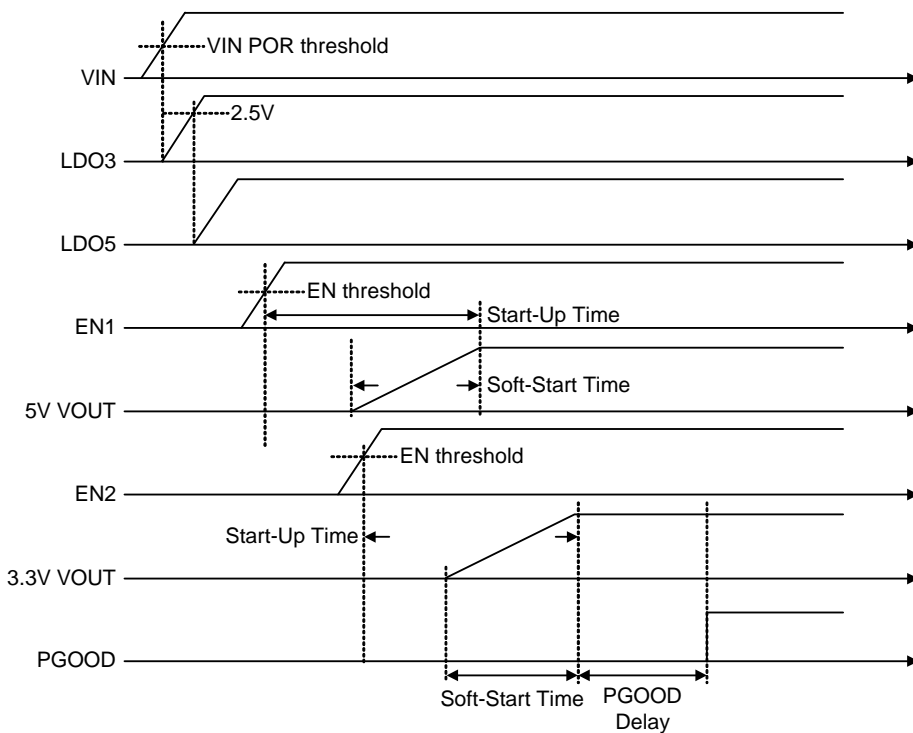 VIN POR threshold
VIN
2.5V
LDO3
LDO5
EN threshold
Start-Up Time
EN1
Soft-Start Time
5V VOUT
EN threshold
EN2
Start-Up Time
3.3V VOUT
PGOOD
Soft-Start Time
PGOOD
Delay